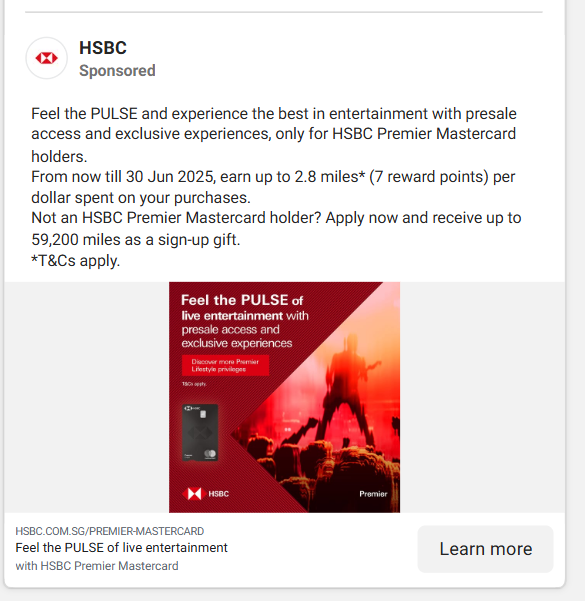 HSBC
Sponsored
Feel the PULSE and experience the best in entertainment with presale
access and exclusive experiences, only for HSBC Premier Mastercard
holders.
From now till 30 Jun 2025, earn up to 2.8 miles* (7 reward points) per
dollar spent on your purchases.
Not an HSBC Premier Mastercard holder? Apply now and receive up to
59,200 miles as a sign-up gift.
*T&Cs apply.
Feel the PULSE of
live entertainment with
presale access and
exclusive experiences
Discover more Premier
Lifestyle privileges
T&Cs apply
HSBC
HSBC
Premier
HSBC.COM.SG/PREMIER-MASTERCARD
Feel the PULSE of live entertainment
with HSBC Premier Mastercard
Learn more